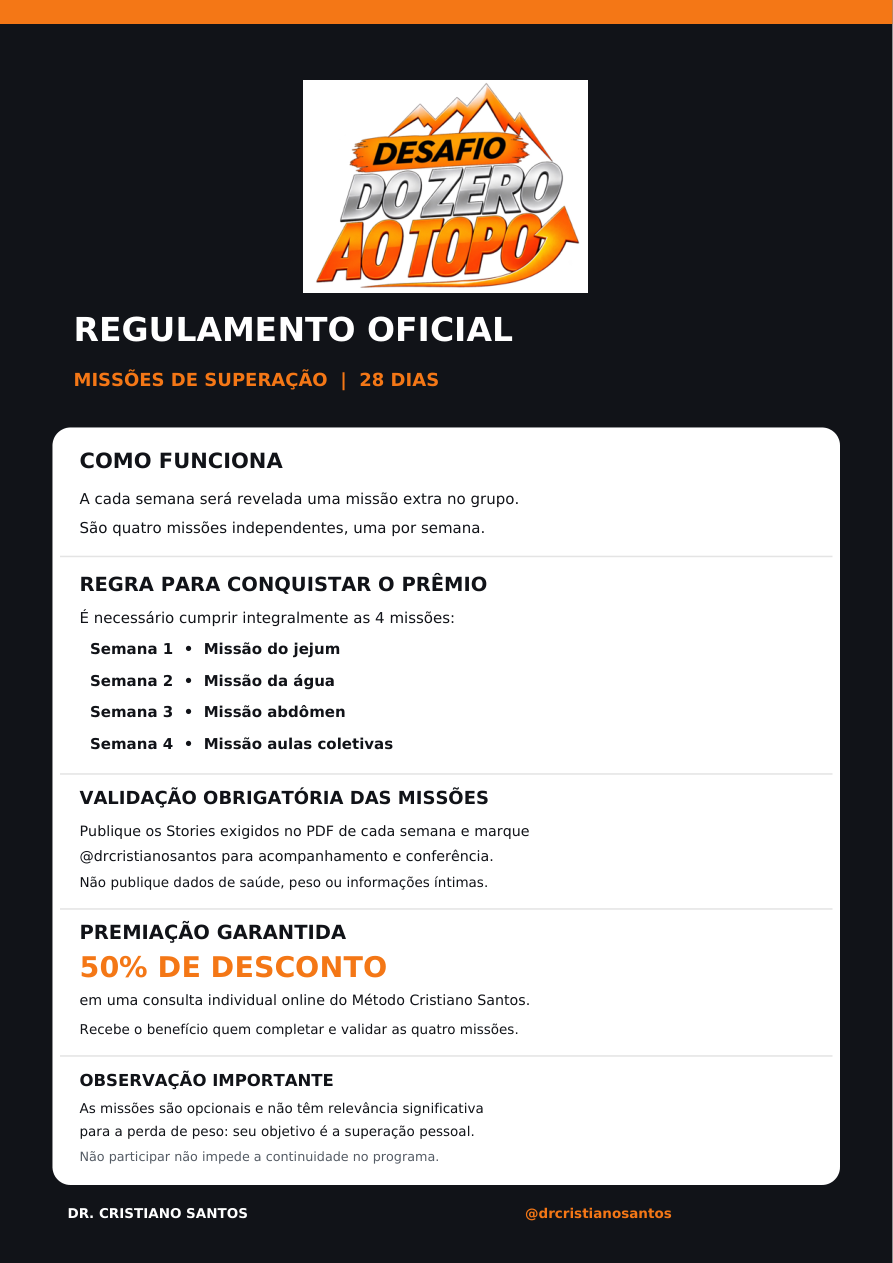 DESAFIO
DO ZERO
AO TOPO
REGULAMENTO OFICIAL
MISSÕES DE SUPERAÇÃO | 28 DIAS
COMO FUNCIONA
A cada semana será revelada uma missão extra no grupo.
São quatro missões independentes, uma por semana.
REGRA PARA CONQUISTAR O PRÊMIO
É necessário cumprir integralmente as 4 missões:
Semana 1 • Missão do jejum
Semana 2 • Missão da água
Semana 3 • Missão abdômen
Semana 4 • Missão aulas coletivas
VALIDAÇÃO OBRIGATÓRIA DAS MISSÕES
Publique os Stories exigidos no PDF de cada semana e marque
@drcristianosantos para acompanhamento e conferência.
Não publique dados de saúde, peso ou informações íntimas.
PREMIAÇÃO GARANTIDA
50% DE DESCONTO
em uma consulta individual online do Método Cristiano Santos.
Recebe o benefício quem completar e validar as quatro missões.
OBSERVAÇÃO IMPORTANTE
As missões são opcionais e não têm relevância significativa
para a perda de peso: seu objetivo é a superação pessoal.
Não participar não impede a continuidade no programa.
DR. CRISTIANO SANTOS
@drcristianosantos